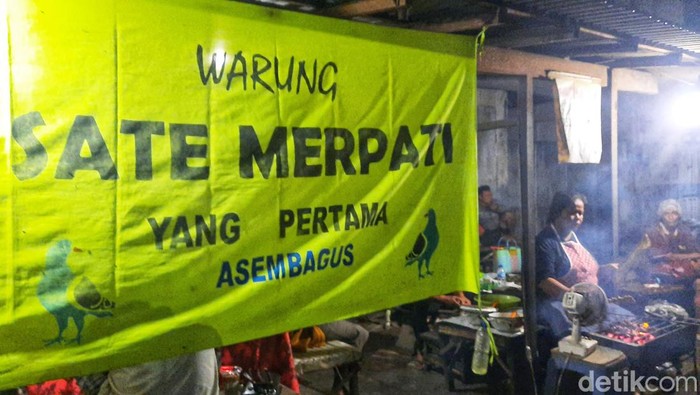 WARUNG
SATE MERPATI
YANG PERTAMA
ASEMBAGUS
detikcom